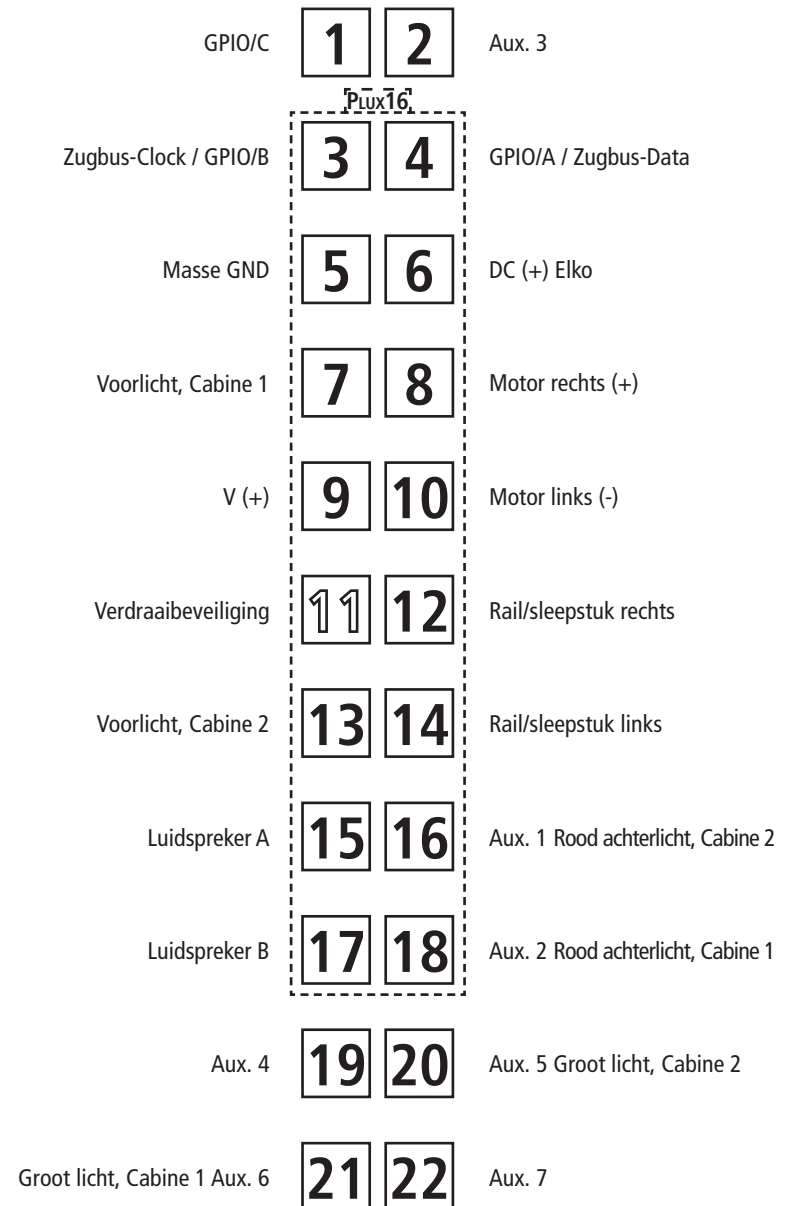 GPIO/C 1 2 Aux. 3
PLUX16
Zugbus-Clock / GPIO/B 3 4 GPIO/A / Zugbus-Data
Masse GND 5 6 DC (+) Elko
Voorlicht, Cabine 1 7 8 Motor rechts (+)
V (+) 9 10 Motor links (-)
Verdraaibeveiliging 11 12 Rail/sleepstuk rechts
Voorlicht, Cabine 2 13 14 Rail/sleepstuk links
Luidspreker A 15 16 Aux. 1 Rood achterlicht, Cabine 2
Luidspreker B 17 18 Aux. 2 Rood achterlicht, Cabine 1
Aux. 4 19 20 Aux. 5 Groot licht, Cabine 2
Groot licht, Cabine 1 Aux. 6 21 22 Aux. 7